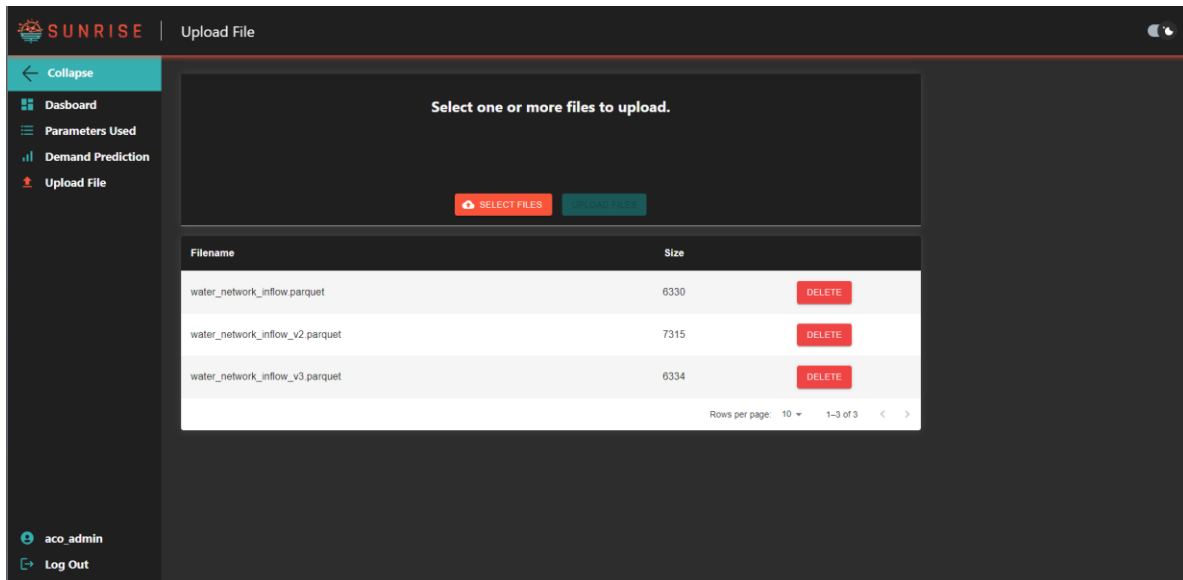 SUNRISE
Upload File
Collapse
Dasboard
Parameters Used
Demand Prediction
Upload File
Select one or more files to upload.
SELECT FILES UPLOAD FILES
Filename Size
water_network_inflow.parquet 6330 DELETE
water_network_inflow_v2.parquet 7315 DELETE
water_network_inflow_v3.parquet 6334 DELETE
Rows per page: 10 1–3 of 3
aco_admin
Log Out